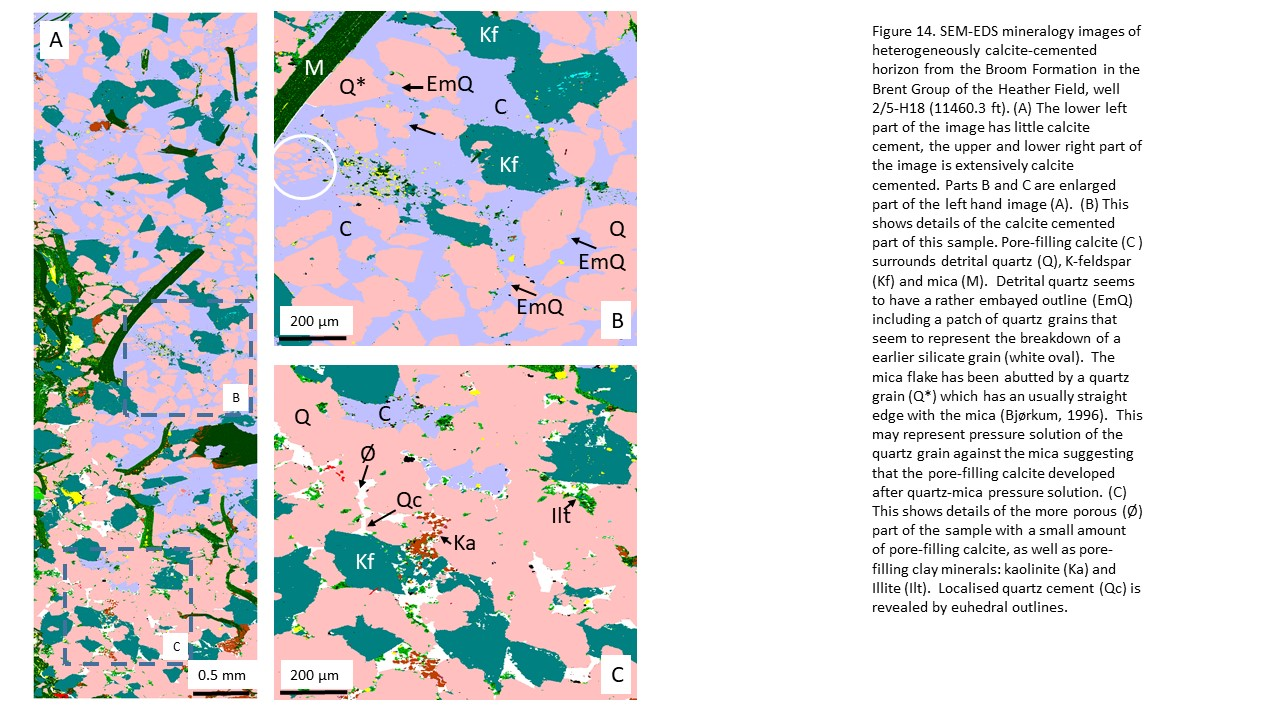 A
B
C
0.5 mm
M
Q*
EmQ
Kf
C
Kf
C
Q
EmQ
EmQ
200 µm
B
Q
C
Ø
Qc
Ilt
Ka
Kf
200 µm
C
Figure 14. SEM-EDS mineralogy images of
heterogeneously calcite-cemented
horizon from the Broom Formation in the
Brent Group of the Heather Field, well
2/5-H18 (11460.3 ft). (A) The lower left
part of the image has little calcite
cement, the upper and lower right part of
the image is extensively calcite
cemented. Parts B and C are enlarged
part of the left hand image (A). (B) This
shows details of the calcite cemented
part of this sample. Pore-filling calcite (C )
surrounds detrital quartz (Q), K-feldspar
(Kf) and mica (M). Detrital quartz seems
to have a rather embayed outline (EmQ)
including a patch of quartz grains that
seem to represent the breakdown of a
earlier silicate grain (white oval). The
mica flake has been abutted by a quartz
grain (Q*) which has an usually straight
edge with the mica (Bjørkum, 1996). This
may represent pressure solution of the
quartz grain against the mica suggesting
that the pore-filling calcite developed
after quartz-mica pressure solution. (C)
This shows details of the more porous (Ø)
part of the sample with a small amount
of pore-filling calcite, as well as pore-
filling clay minerals: kaolinite (Ka) and
Illite (Ilt). Localised quartz cement (Qc) is
revealed by euhedral outlines.